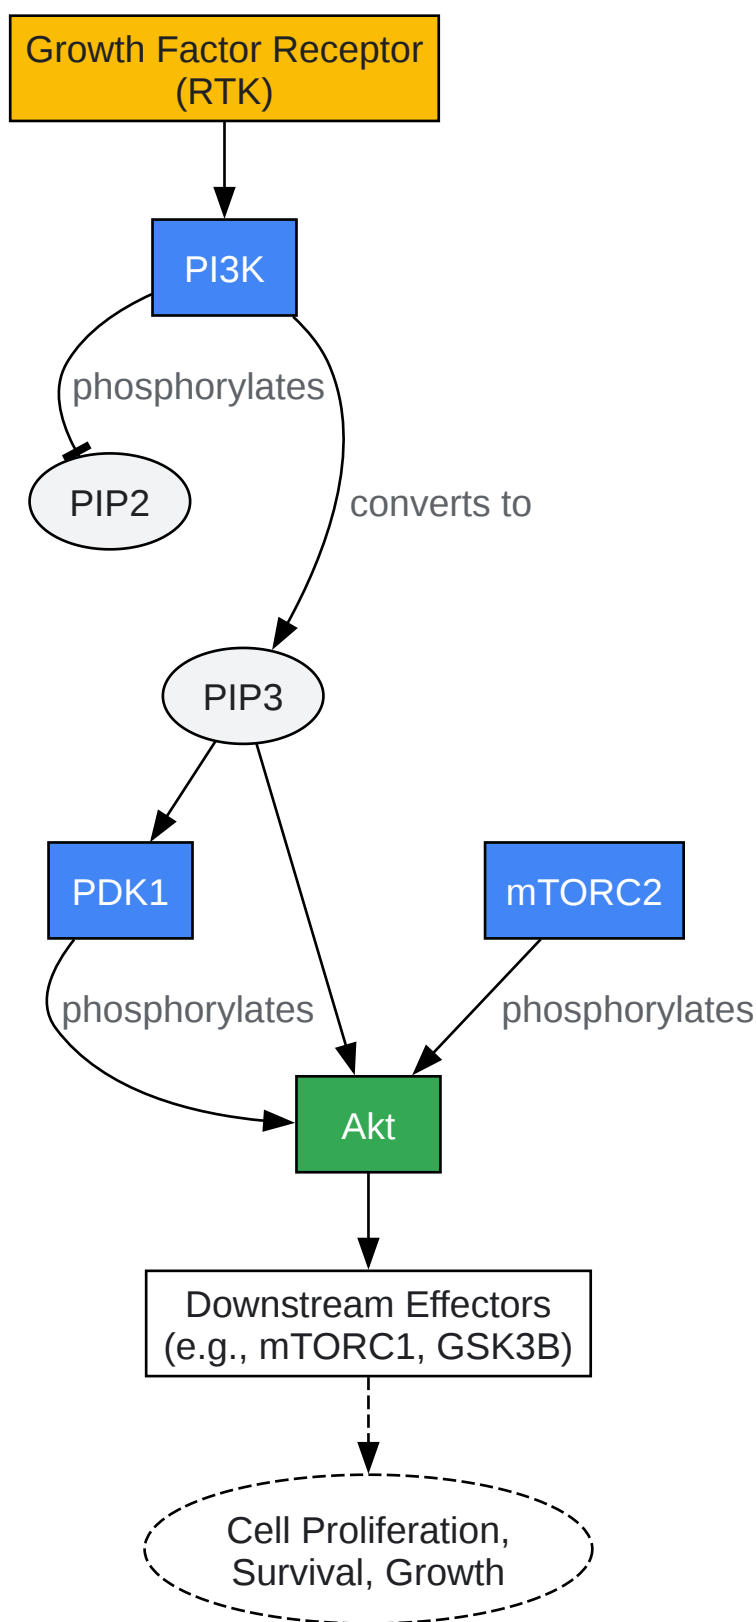 Growth Factor Receptor
(RTK)
PI3K
phosphorylates
PIP2
converts to
PIP3
PDK1
mTORC2
phosphorylates
phosphorylates
Akt
Downstream Effectors
(e.g., mTORC1, GSK3B)
Cell Proliferation,
Survival, Growth